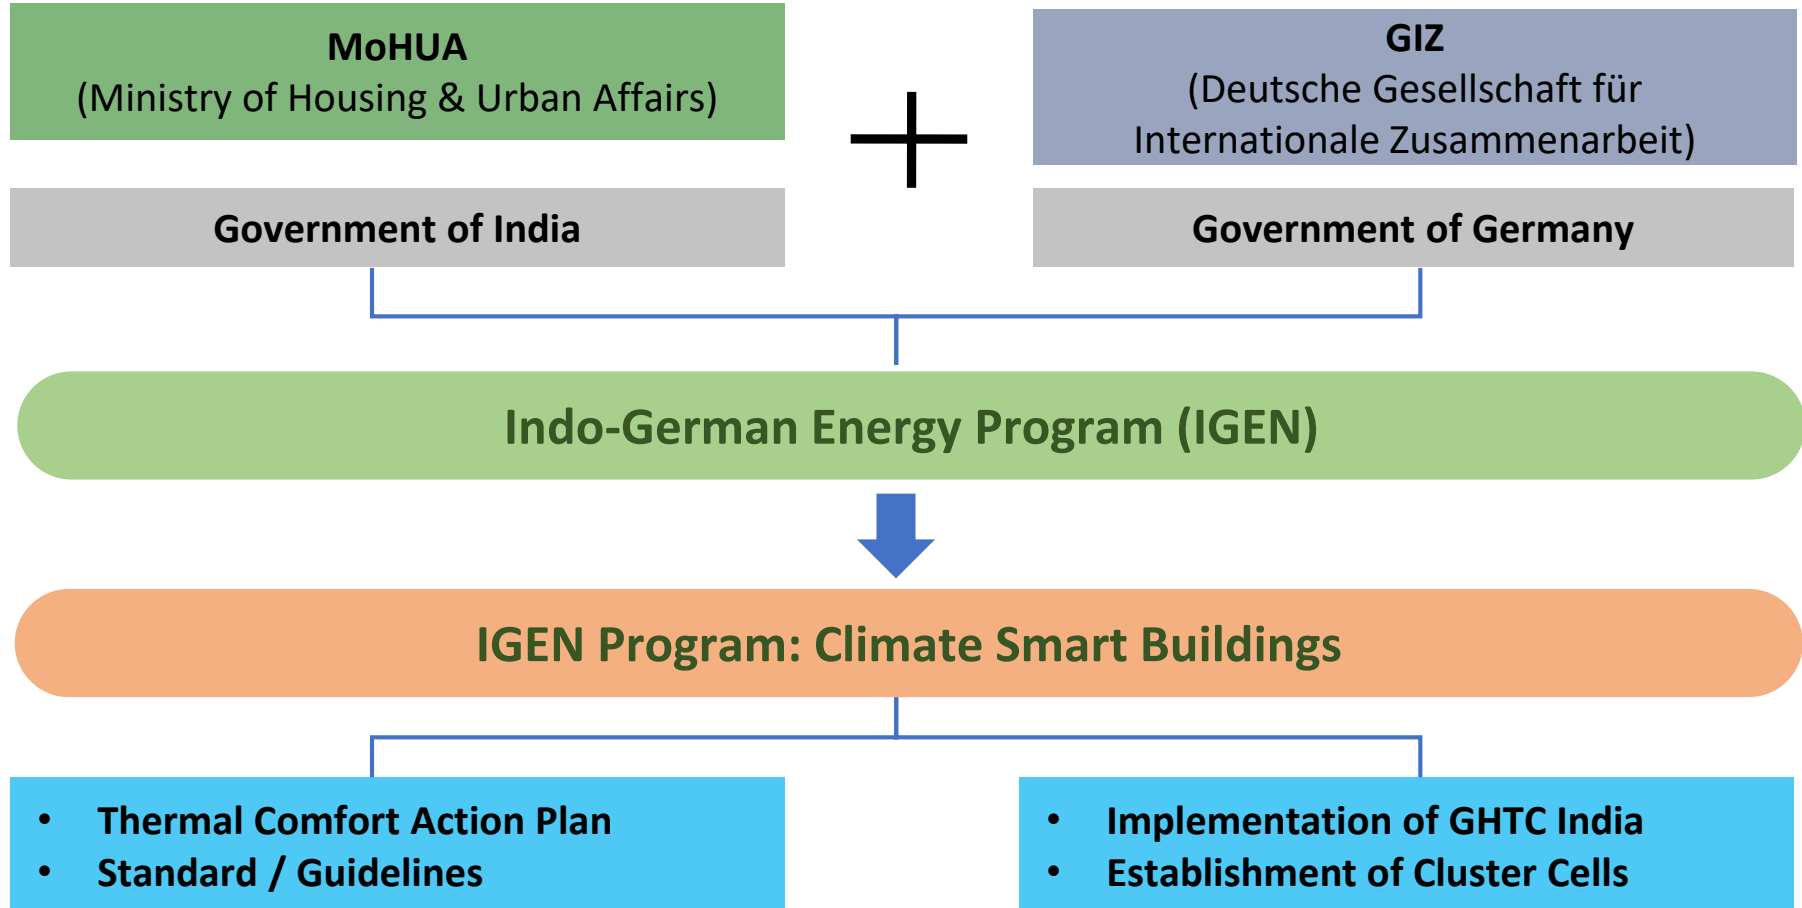 MoHUA
(Ministry of Housing & Urban Affairs)
GIZ
(Deutsche Gesellschaft für
Internationale Zusammenarbeit)
Government of India
Government of Germany
Indo-German Energy Program (IGEN)
IGEN Program: Climate Smart Buildings
• Thermal Comfort Action Plan
• Standard / Guidelines
• Implementation of GHTC India
• Establishment of Cluster Cells